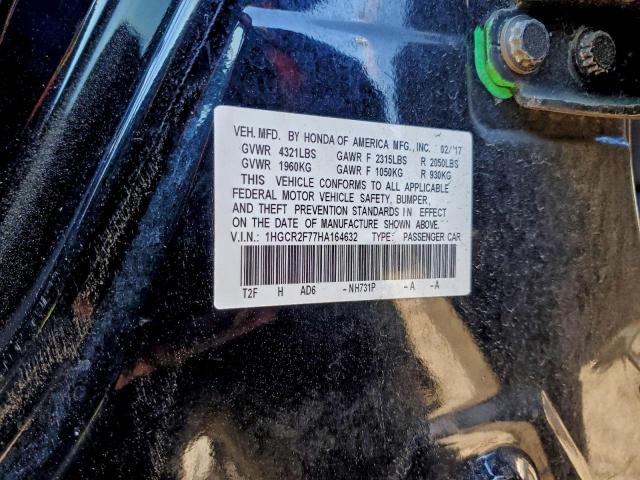 VEH. MFD. BY HONDA OF AMERICA MFG., INC. 02/'17
GVWR 4321LBS GAWR F 2315LBS R 2050LBS
GVWR 1960KG GAWR F 1050KG R 930KG
THIS VEHICLE CONFORMS TO ALL APPLICABLE
FEDERAL MOTOR VEHICLE SAFETY, BUMPER,
AND THEFT PREVENTION STANDARDS IN EFFECT
ON THE DATE OF MANUFACTURE SHOWN ABOVE.
V.I.N.: 1HGCR2F77HA164632 TYPE: PASSENGER CAR
T2F H AD6 -NH731P -A -A